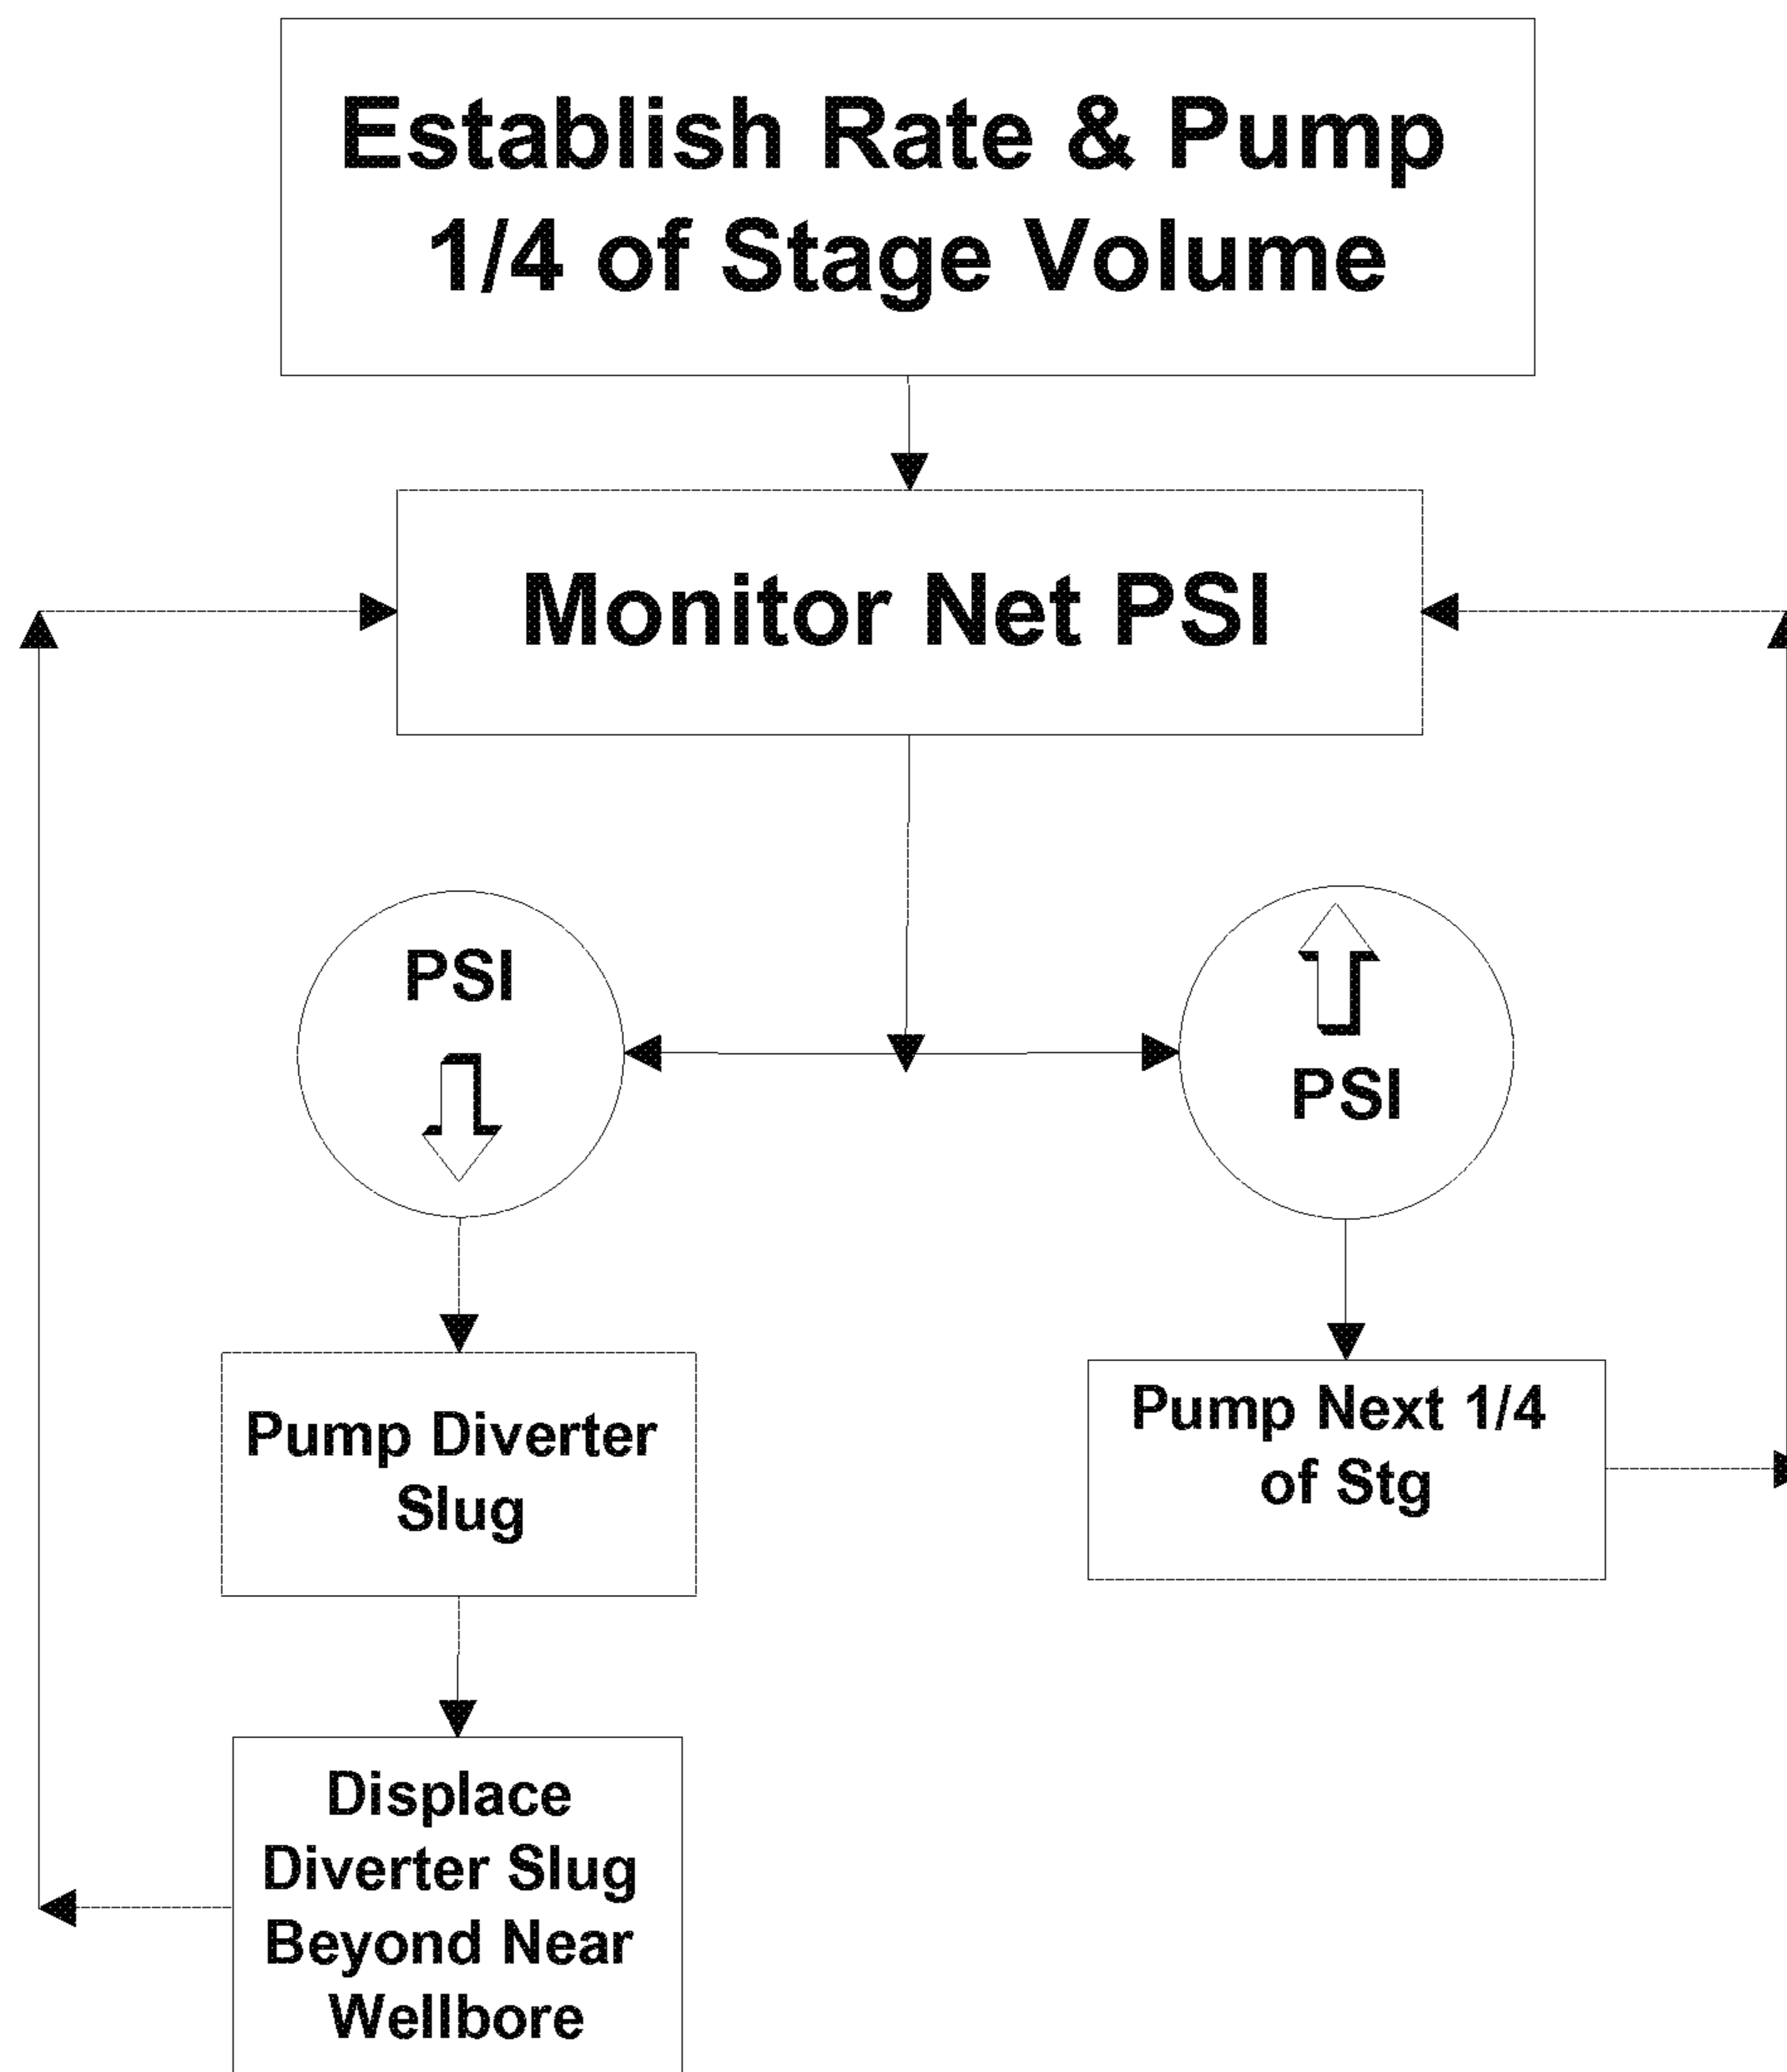 Establish Rate & Pump
1/4 of Stage Volume
Monitor Net PSI
PSI
PSI
Pump Diverter
Slug
Pump Next 1/4
of Stg
Displace
Diverter Slug
Beyond Near
Wellbore